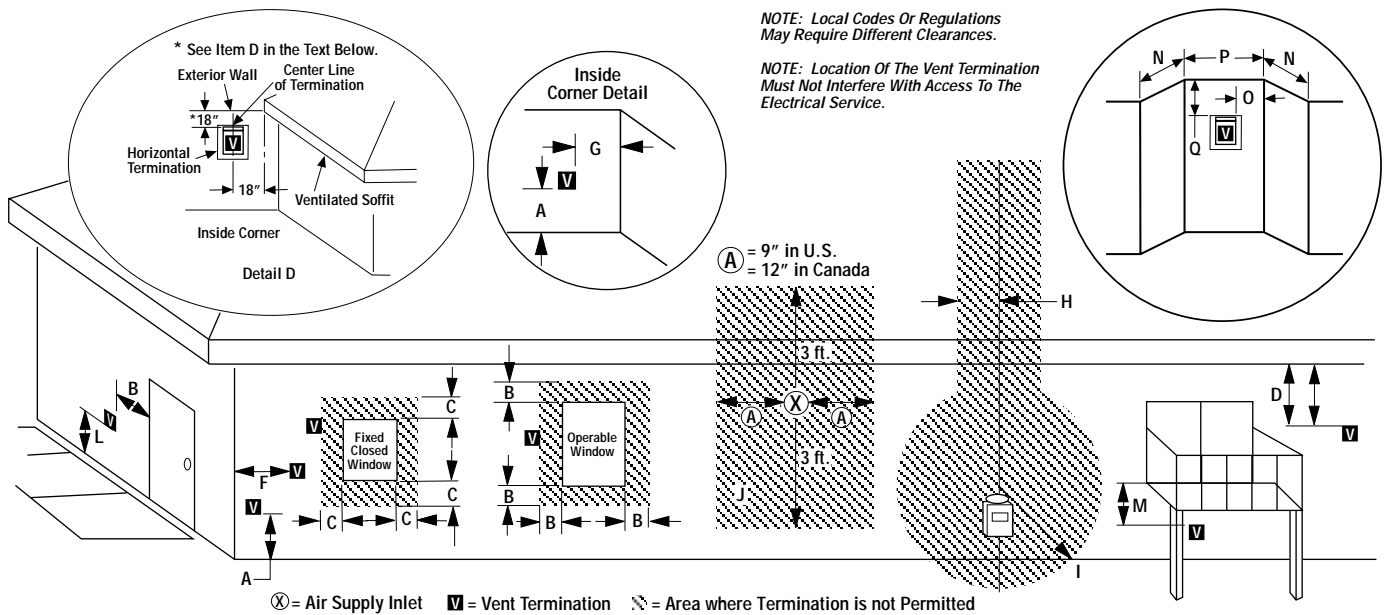 * See Item D in the Text Below.
Exterior Wall
Center Line
of Termination
*18"
V
Horizontal
Termination
18"
Ventilated Soffit
Inside Corner
Detail D
Inside
Corner Detail
G
V
A
NOTE: Local Codes Or Regulations
May Require Different Clearances.
NOTE: Location Of The Vent Termination
Must Not Interfere With Access To The
Electrical Service.
N P N
O
Q
V
A = 9" in U.S.
= 12" in Canada
H
3 ft.
A X A
3 ft.
J
I
B
V
L
F
V
V
A
V
C
Fixed
Closed
Window
C
C C
B
V
Operable
Window
B
B B
D
V
M
V
X = Air Supply Inlet V = Vent Termination = Area where Termination is not Permitted